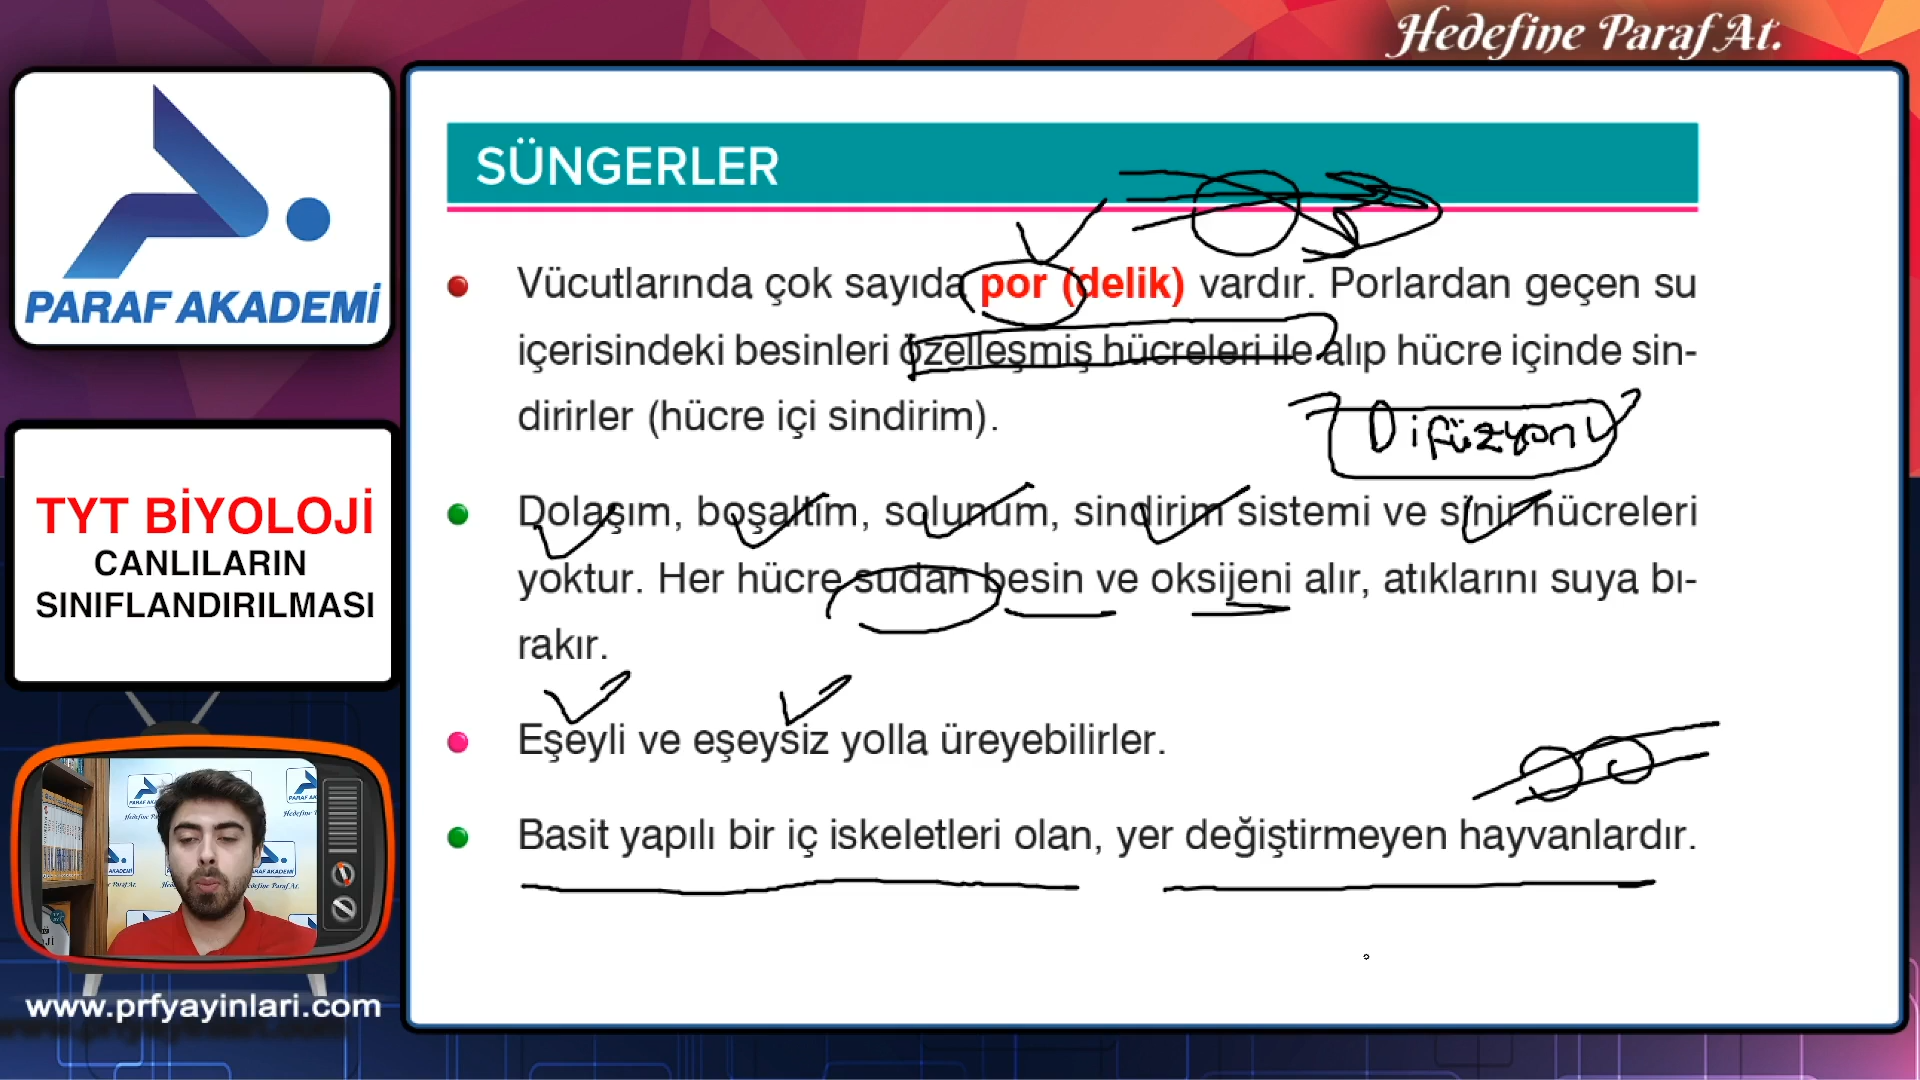 Hedefine Paraf At.
PARAF AKADEMİ
TYT BİYOLOJİ
CANLILARIN
SINIFLANDIRILMASI
www.prfyayinlari.com
SÜNGERLER
Vücutlarında çok sayıda por (delik) vardır. Porlardan geçen su
içerisindeki besinleri özelleşmiş hücreleri ile alıp hücre içinde sin-
dirirler (hücre içi sindirim).
Difüzyon
Dolaşım, boşaltım, solunum, sindirim sistemi ve sinir hücreleri
yoktur. Her hücre sudan besin ve oksijeni alır, atıklarını suya bı-
rakır.
Eşeyli ve eşeysiz yolla üreyebilirler.
Basit yapılı bir iç iskeletleri olan, yer değiştirmeyen hayvanlardır.